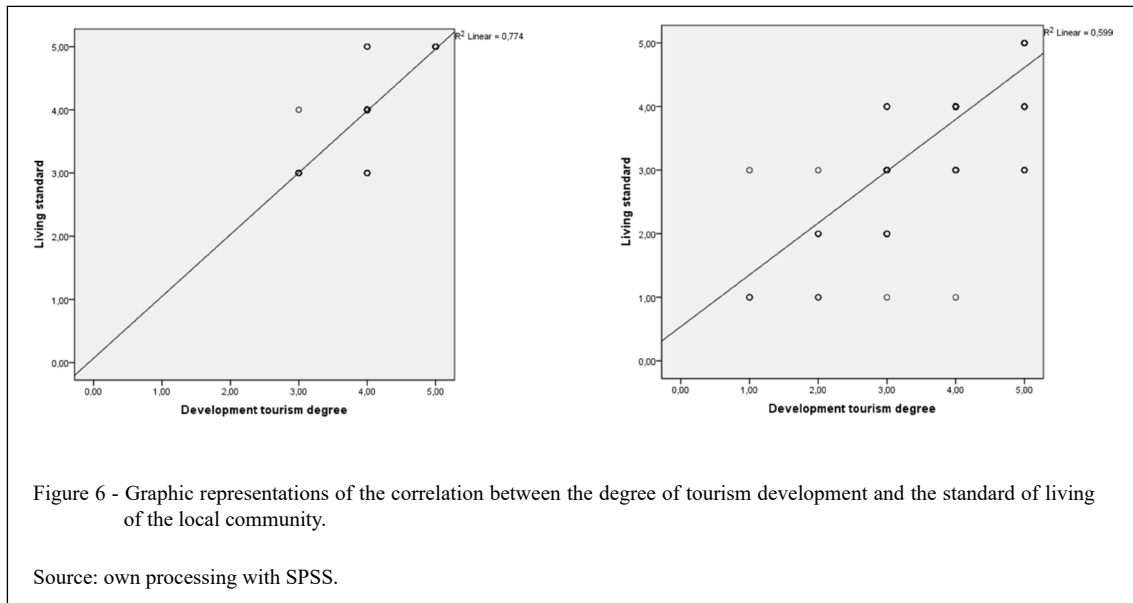 R² Linear = 0,774
5,00
4,00
3,00
2,00
1,00
0,00
Living standard
0,00 1,00 2,00 3,00 4,00 5,00
Development tourism degree
R² Linear = 0,599
5,00
4,00
3,00
2,00
1,00
0,00
Living standard
0,00 1,00 2,00 3,00 4,00 5,00
Development tourism degree
Figure 6 - Graphic representations of the correlation between the degree of tourism development and the standard of living
of the local community.
Source: own processing with SPSS.